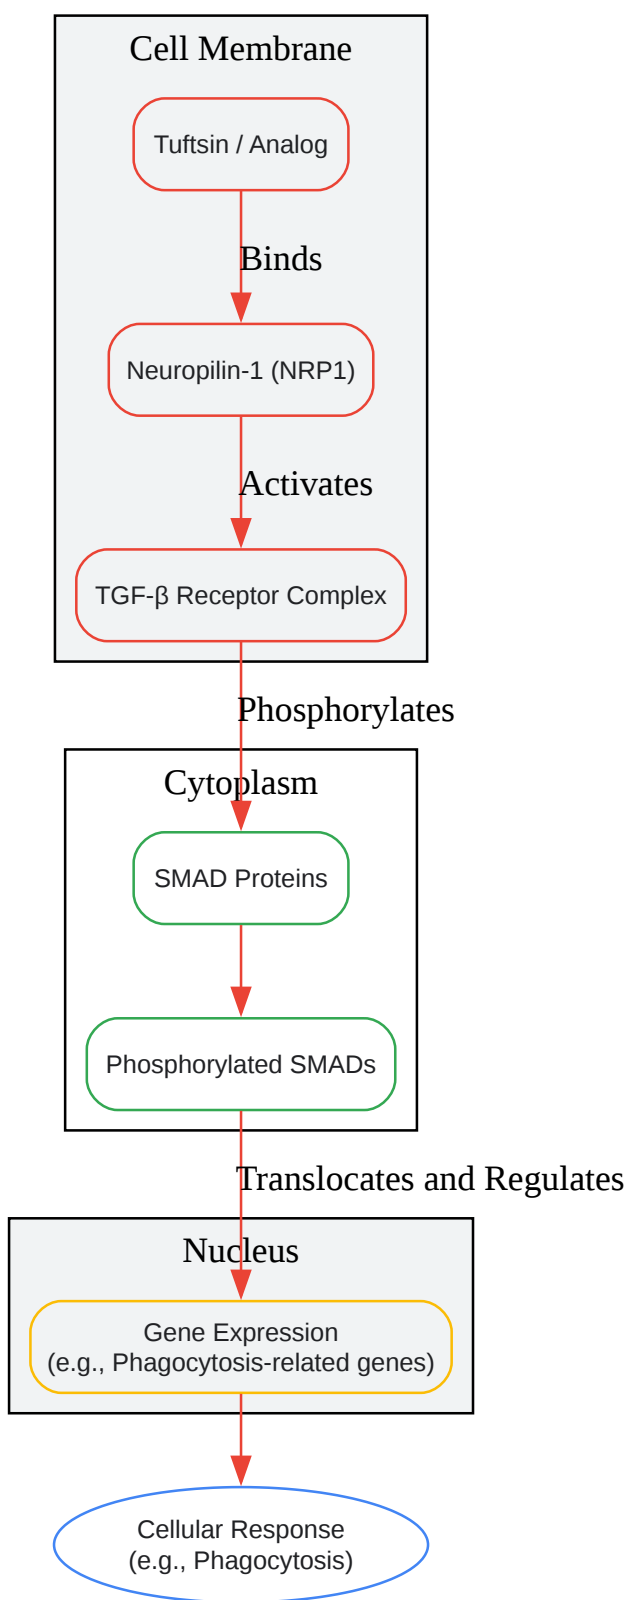 Cell Membrane
Tuftsin / Analog
Binds
Neuropilin-1 (NRP1)
Activates
TGF-β Receptor Complex
Phosphorylates
Cytoplasm
SMAD Proteins
Phosphorylated SMADs
Translocates and Regulates
Nucleus
Gene Expression
(e.g., Phagocytosis-related genes)
Cellular Response
(e.g., Phagocytosis)